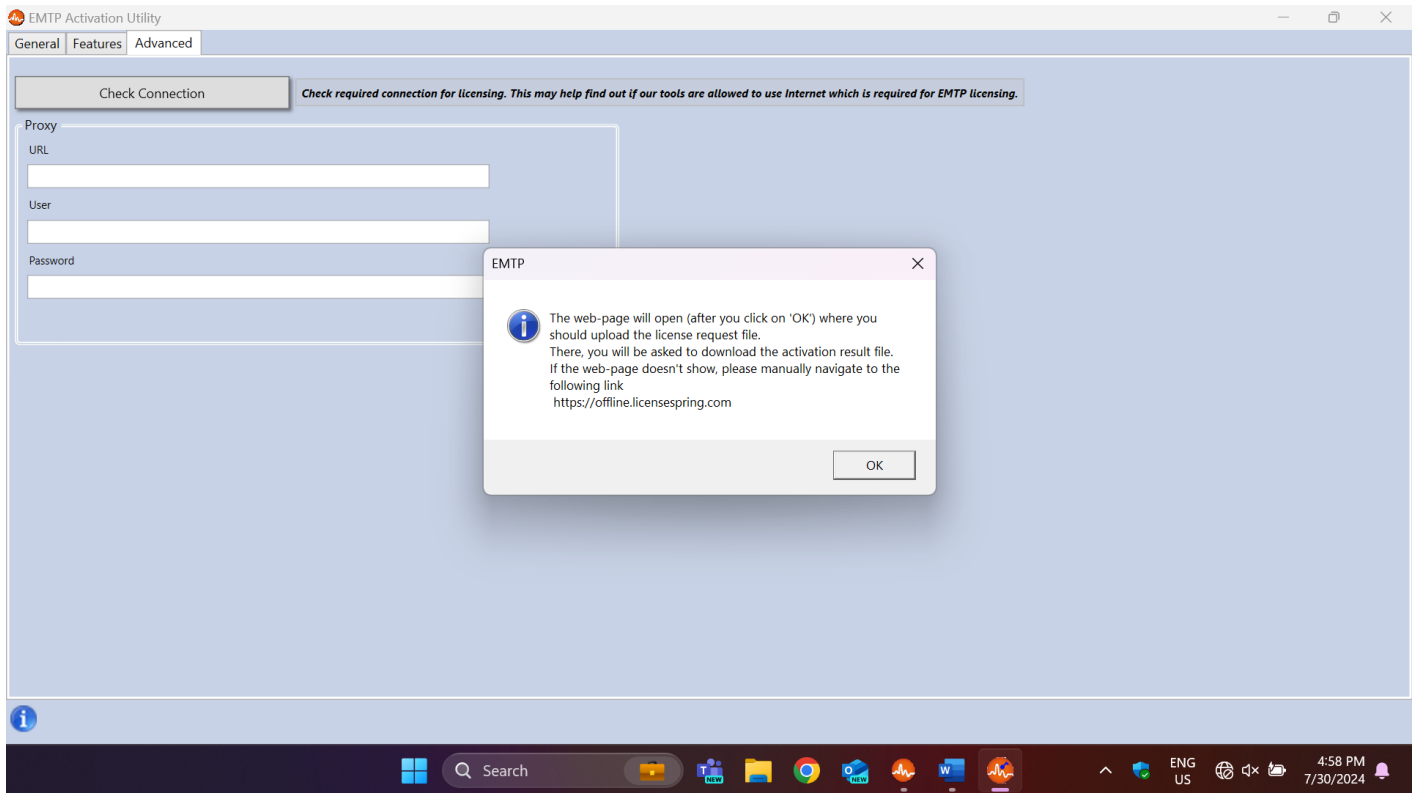 EMTP Activation Utility
General Features Advanced
Check Connection
Check required connection for licensing. This may help find out if our tools are allowed to use Internet which is required for EMTP licensing.
Proxy
URL
User
Password
EMTP
The web-page will open (after you click on 'OK') where you
should upload the license request file.
There, you will be asked to download the activation result file.
If the web-page doesn't show, please manually navigate to the
following link
https://offline.licensespring.com
OK
Search
NEW
NEW
ENG
US
4:58 PM
7/30/2024